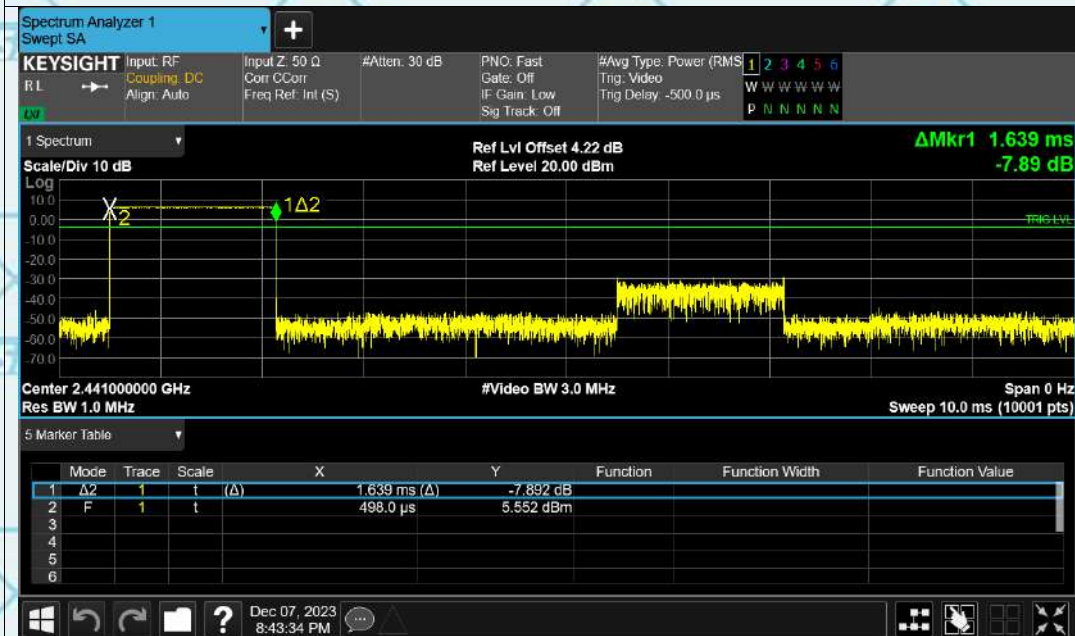 Spectrum Analyzer 1
Swept SA
+
KEYSIGHT
RL
LXI
Input: RF
Coupling: DC
Align: Auto
Input Z: 50 Ω
Corr CCorr
Freq Ref: Int (S)
#Atten: 30 dB
PNO: Fast
Gate: Off
IF Gain: Low
Sig Track: Off
#Avg Type: Power (RMS
Trig: Video
Trig Delay: -500.0 µs
1 2 3 4 5 6
W W W W W W
P N N N N N
1 Spectrum
Scale/Div 10 dB
Ref Lvl Offset 4.22 dB
Ref Level 20.00 dBm
ΔMkr1 1.639 ms
-7.89 dB
Log
10.0
0.00
-10.0
-20.0
-30.0
-40.0
-50.0
-60.0
-70.0
2
1Δ2
TRIG LVL
Center 2.441000000 GHz
Res BW 1.0 MHz
#Video BW 3.0 MHz
Span 0 Hz
Sweep 10.0 ms (10001 pts)
5 Marker Table
Mode Trace Scale X Y Function Function Width Function Value
1 Δ2 1 t (Δ) 1.639 ms (Δ) -7.892 dB
2 F 1 t 498.0 µs 5.552 dBm
3
4
5
6
?
Dec 07, 2023
8:43:34 PM